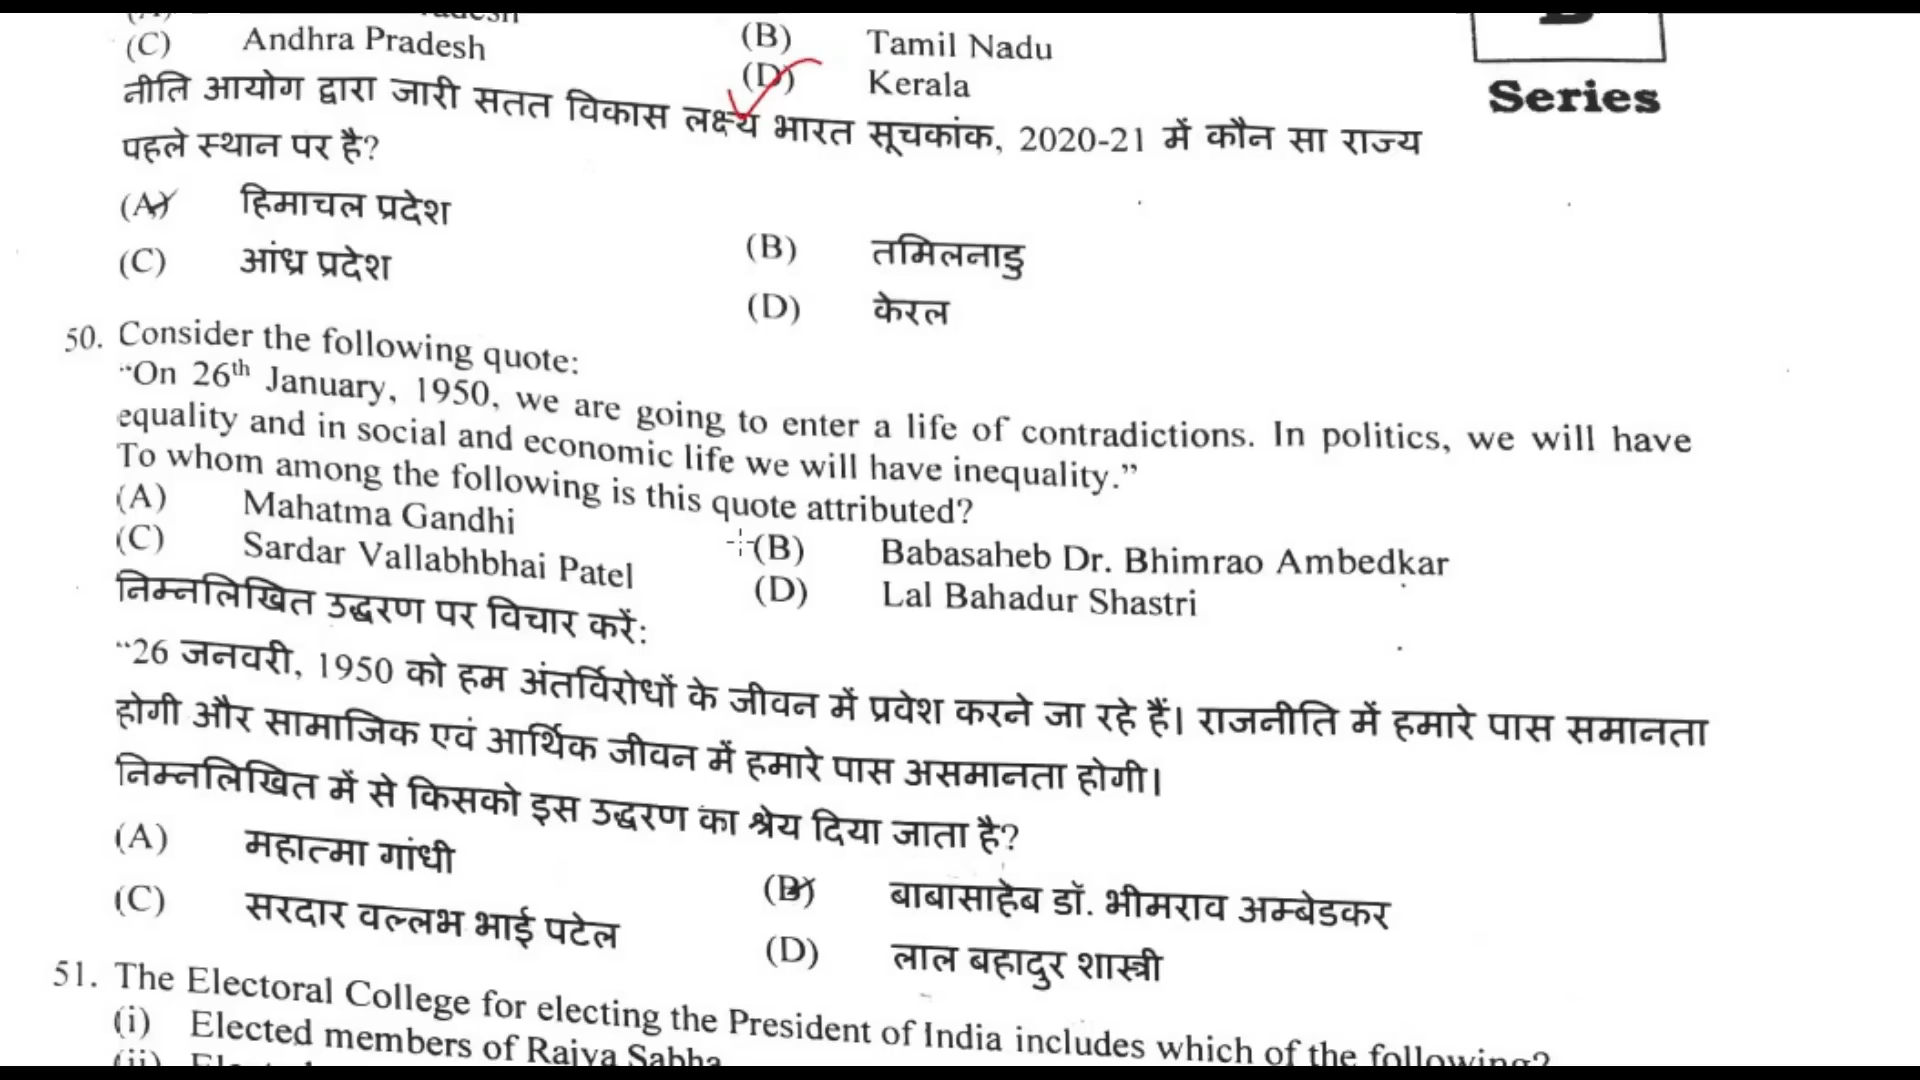 (C) Andhra Pradesh (B) Tamil Nadu
(D) Kerala
Series
नीति आयोग द्वारा जारी सतत विकास लक्ष्य भारत सूचकांक, 2020-21 में कौन सा राज्य
पहले स्थान पर है?
(A) हिमाचल प्रदेश
(B) तमिलनाडु
(C) आंध्र प्रदेश
(D) केरल
50. Consider the following quote:
“On 26th January, 1950, we are going to enter a life of contradictions. In politics, we will have
equality and in social and economic life we will have inequality.”
To whom among the following is this quote attributed?
(A) Mahatma Gandhi
(B) Babasaheb Dr. Bhimrao Ambedkar
(C) Sardar Vallabhbhai Patel
(D) Lal Bahadur Shastri
निम्नलिखित उद्धरण पर विचार करें:
“26 जनवरी, 1950 को हम अंतर्विरोधों के जीवन में प्रवेश करने जा रहे हैं। राजनीति में हमारे पास समानता
होगी और सामाजिक एवं आर्थिक जीवन में हमारे पास असमानता होगी।
निम्नलिखित में से किसको इस उद्धरण का श्रेय दिया जाता है?
(A) महात्मा गांधी
(B) बाबासाहेब डॉ. भीमराव अम्बेडकर
(C) सरदार वल्लभ भाई पटेल
(D) लाल बहादुर शास्त्री
51. The Electoral College for electing the President of India includes which of the following?
(i) Elected members of Rajya Sabha
(ii)